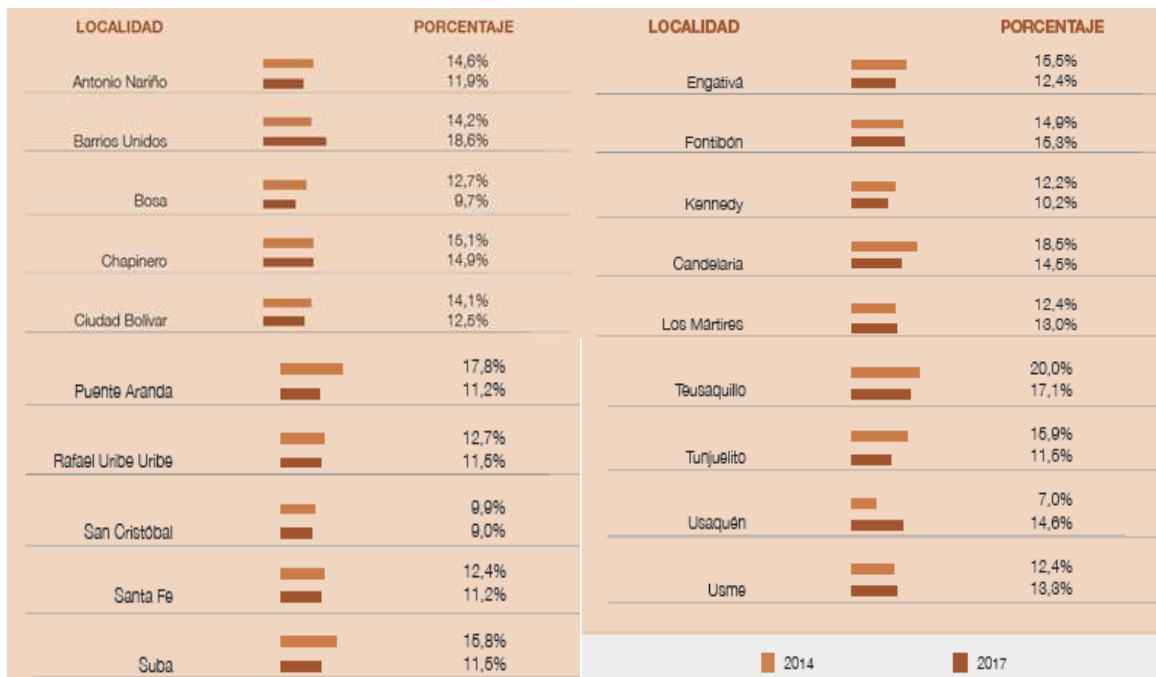 LOCALIDAD PORCENTAJE
14,6%
Antonio Nariño 11,9%
14,2%
Barrios Unidos 18,6%
12,7%
Bosa 9,7%
15,1%
Chapinero 14,9%
14,1%
Ciudad Bolívar 12,5%
17,8%
Puente Aranda 11,2%
12,7%
Rafael Uribe Uribe 11,5%
9,9%
San Cristóbal 9,0%
12,4%
Santa Fe 11,2%
15,8%
Suba 11,5%
LOCALIDAD PORCENTAJE
15,5%
Engativá 12,4%
14,9%
Fontibón 15,3%
12,2%
Kennedy 10,2%
18,5%
Candelaria 14,5%
12,4%
Los Mártires 13,0%
20,0%
Teusaquillo 17,1%
15,9%
Tunjuelito 11,5%
7,0%
Usaquén 14,6%
12,4%
Usme 13,3%
2014 2017